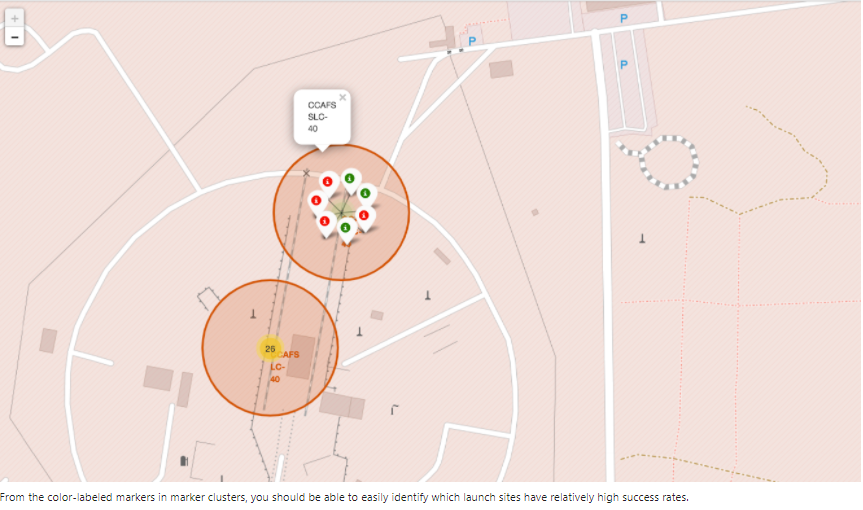 +
−
P
P
P
CCAFS
SLC-
40
×
26
CCAFS
LC-
40
From the color-labeled markers in marker clusters, you should be able to easily identify which launch sites have relatively high success rates.